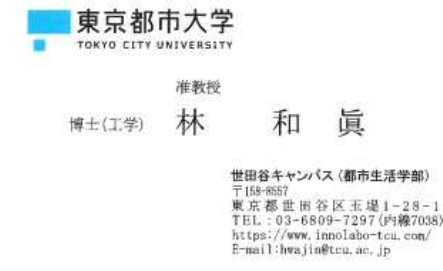 東京都市大学
TOKYO CITY UNIVERSITY
准教授
博士(工学) 林 和眞
世田谷キャンパス(都市生活学部)
〒158-8557
東京都世田谷区玉堤1-28-1
TEL:03-6809-7297(内線7038)
https://www.innolabo-tcu.com/
E-mail:hwajin@tcu.ac.jp